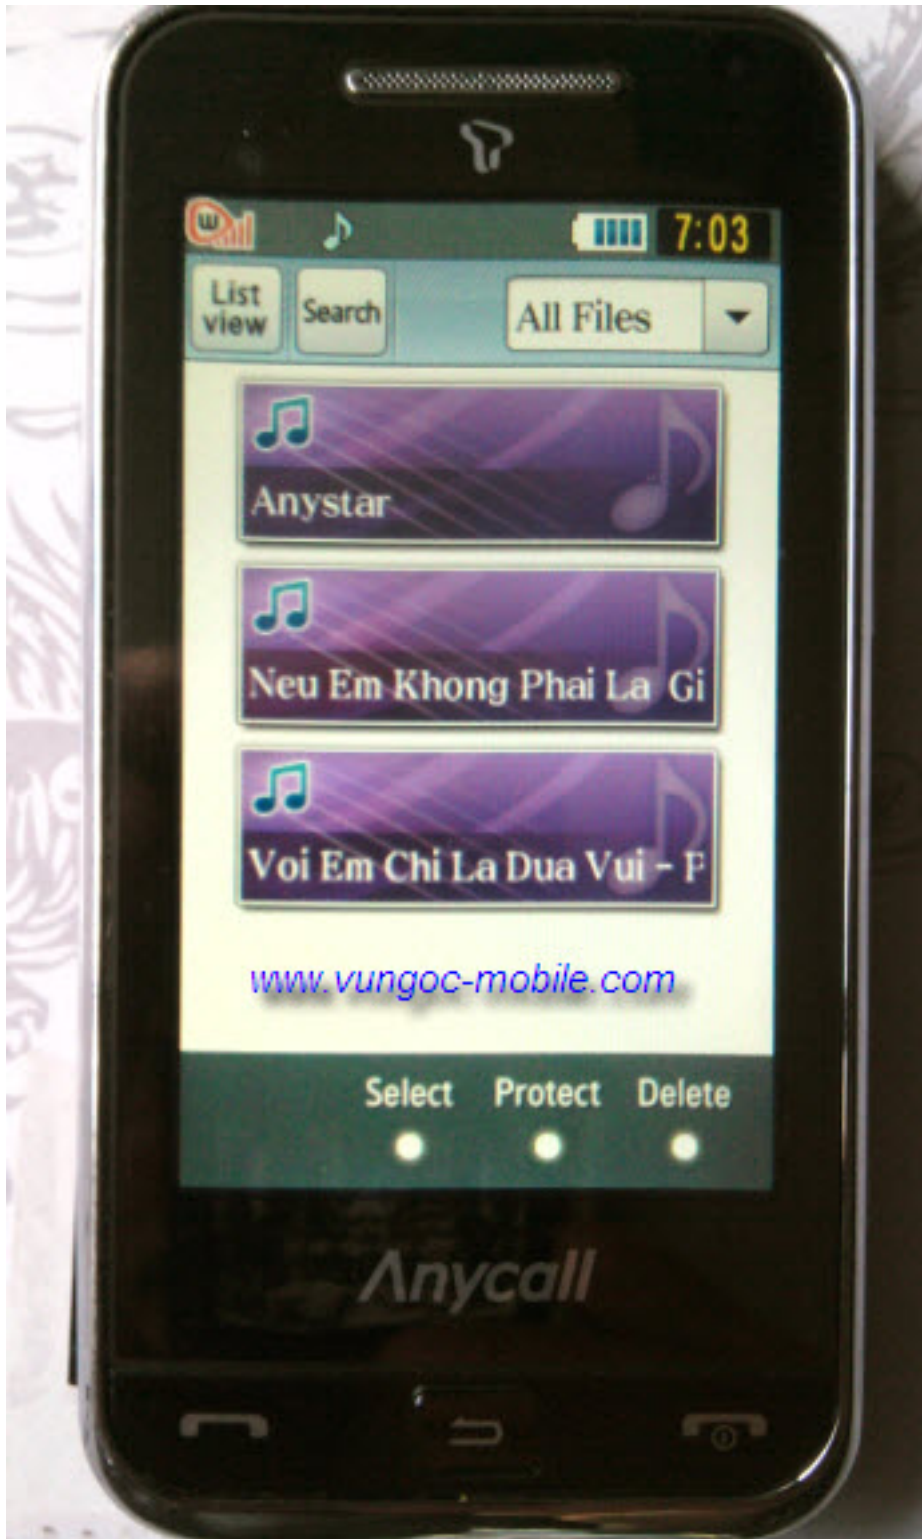 W
7:03
List view
Search
All Files
Anystar
Neu Em Khong Phai La Gi
Voi Em Chi La Dua Vui - P
www.vungoc-mobile.com
Select Protect Delete
Anycall